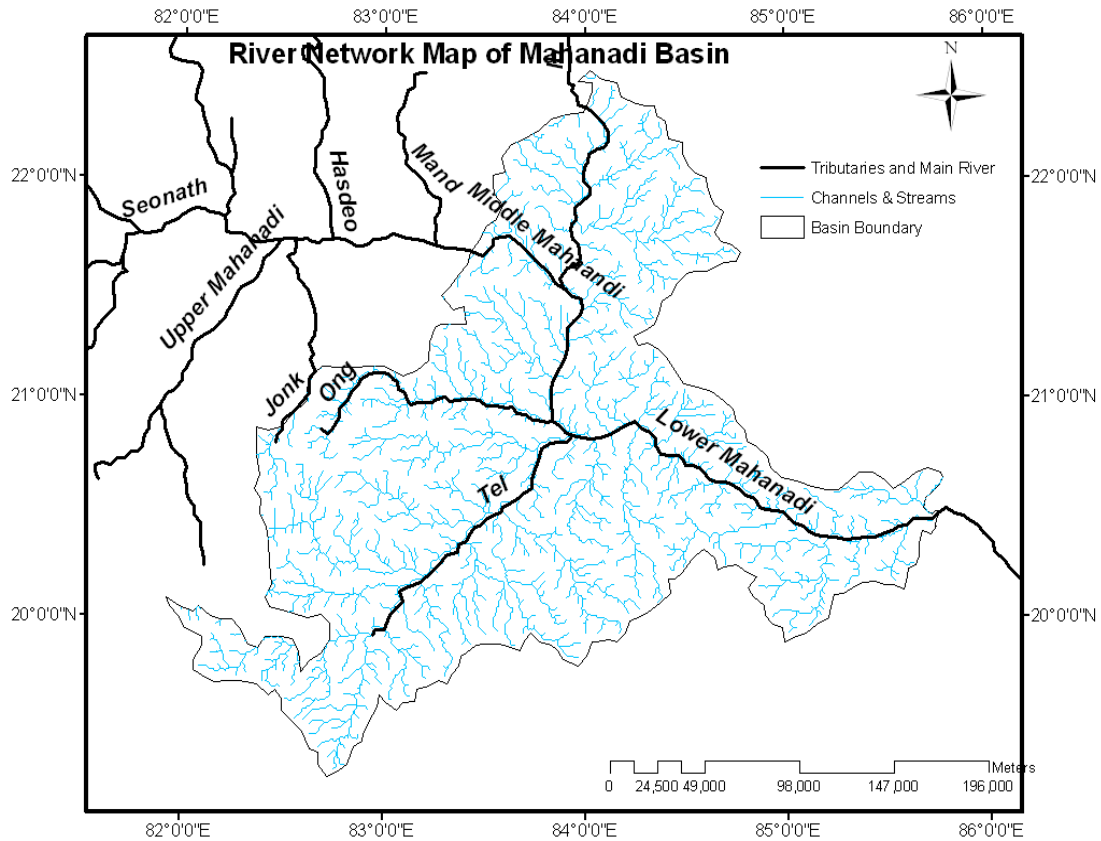 82°0'0"E 83°0'0"E 84°0'0"E 85°0'0"E 86°0'0"E
River Network Map of Mahanadi Basin
N
22°0'0"N
22°0'0"N
Tributaries and Main River
Channels & Streams
Basin Boundary
Seonath
Hasdeo
Mand
Middle Mahnandi
Upper Mahanadi
21°0'0"N
21°0'0"N
Jonk
Ong
Lower Mahanadi
Tel
20°0'0"N
20°0'0"N
Meters
0 24,500 49,000 98,000 147,000 196,000
82°0'0"E 83°0'0"E 84°0'0"E 85°0'0"E 86°0'0"E